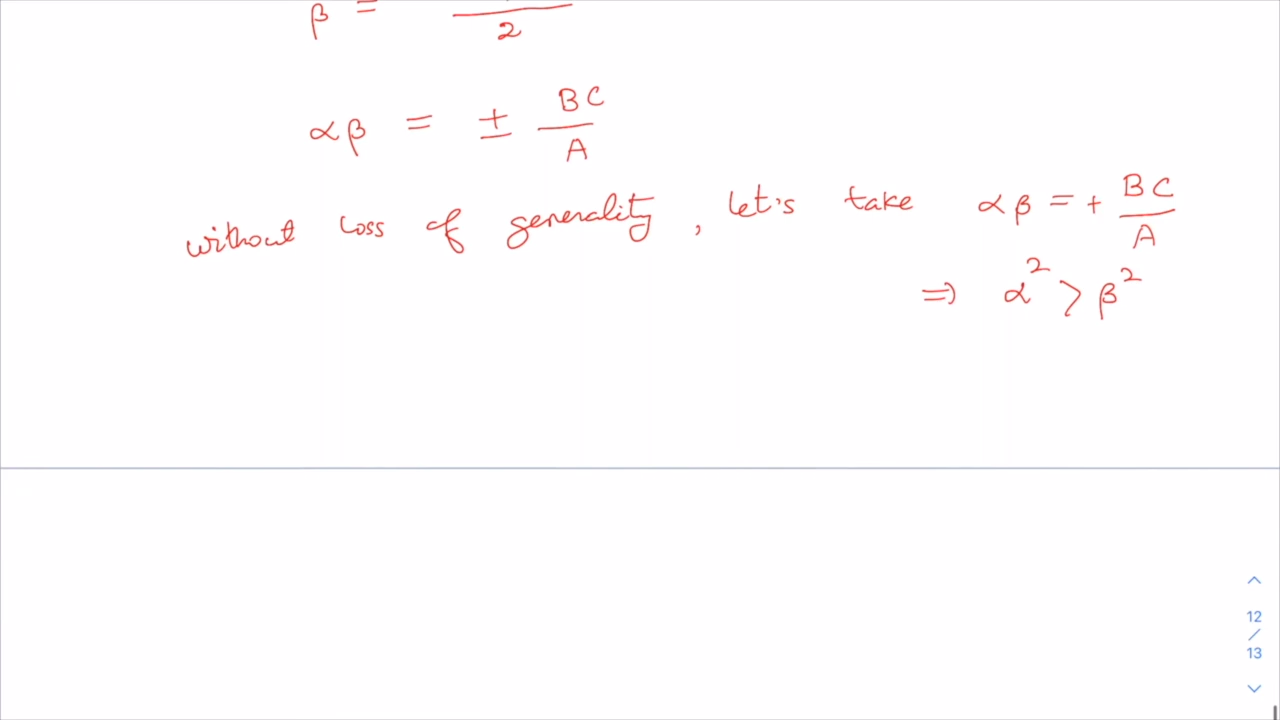 β = 2
αβ = ± BC / A
without loss of generality, let's take αβ = + BC / A
⇒ α² > β²
12
/
13